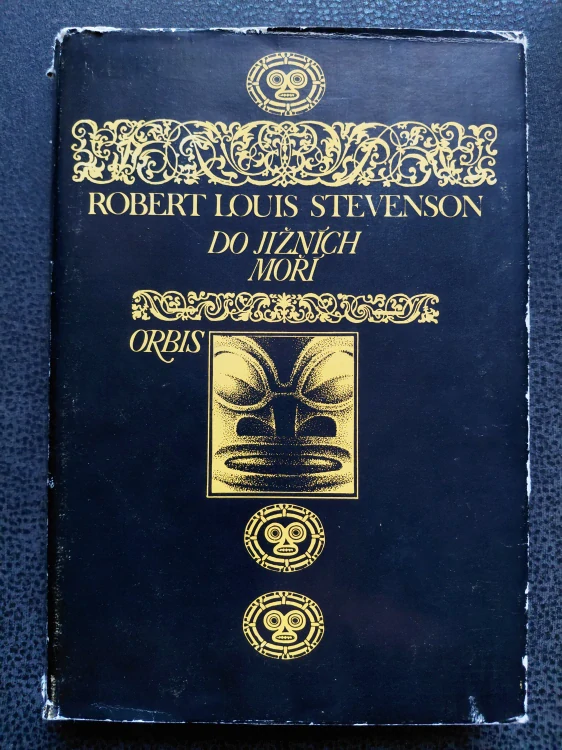 ROBERT LOUIS STEVENSON
DO JIŽNÍCH
MOŘÍ
ORBIS